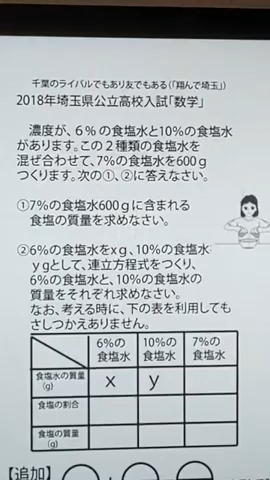 千葉のライバルでもあり友でもある(「翔んで埼玉」)
2018年埼玉県公立高校入試「数学」
濃度が、6%の食塩水と10%の食塩水
があります。この2種類の食塩水を
混ぜ合わせて、7%の食塩水を600g
つくります。次の①、②に答えなさい。
①7%の食塩水600gに含まれる
食塩の質量を求めなさい。
②6%の食塩水をxg、10%の食塩水を
ygとして、連立方程式をつくり、
6%の食塩水と、10%の食塩水の
質量をそれぞれ求めなさい。
なお、考える時に、下の表を利用しても
さしつかえありません。
6%の食塩水 10%の食塩水 7%の食塩水
食塩水の質量(g) x y
食塩の割合
食塩の質量(g)
【追加】